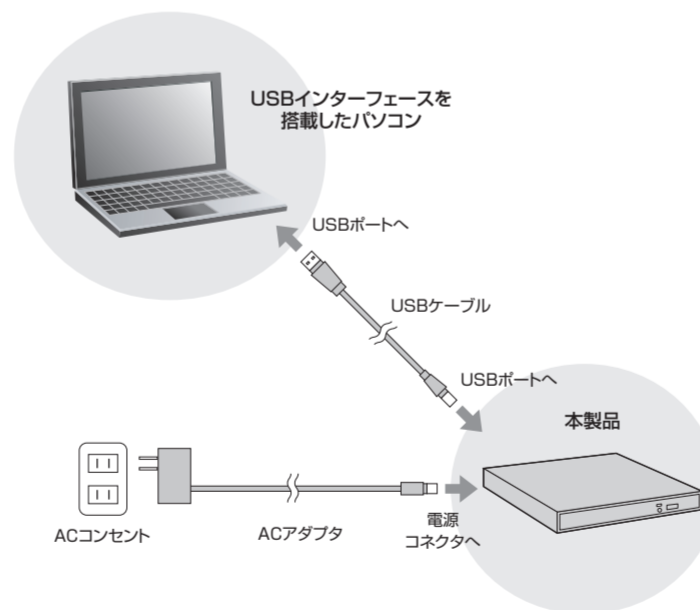 USBインターフェースを
搭載したパソコン
USBポートへ
USBケーブル
USBポートへ
本製品
ACコンセント
ACアダプタ
電源
コネクタへ